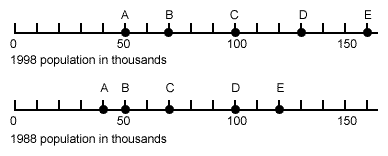 A B C D E
0 50 100 150
1998 population in thousands
A B C D E
0 50 100 150
1988 population in thousands